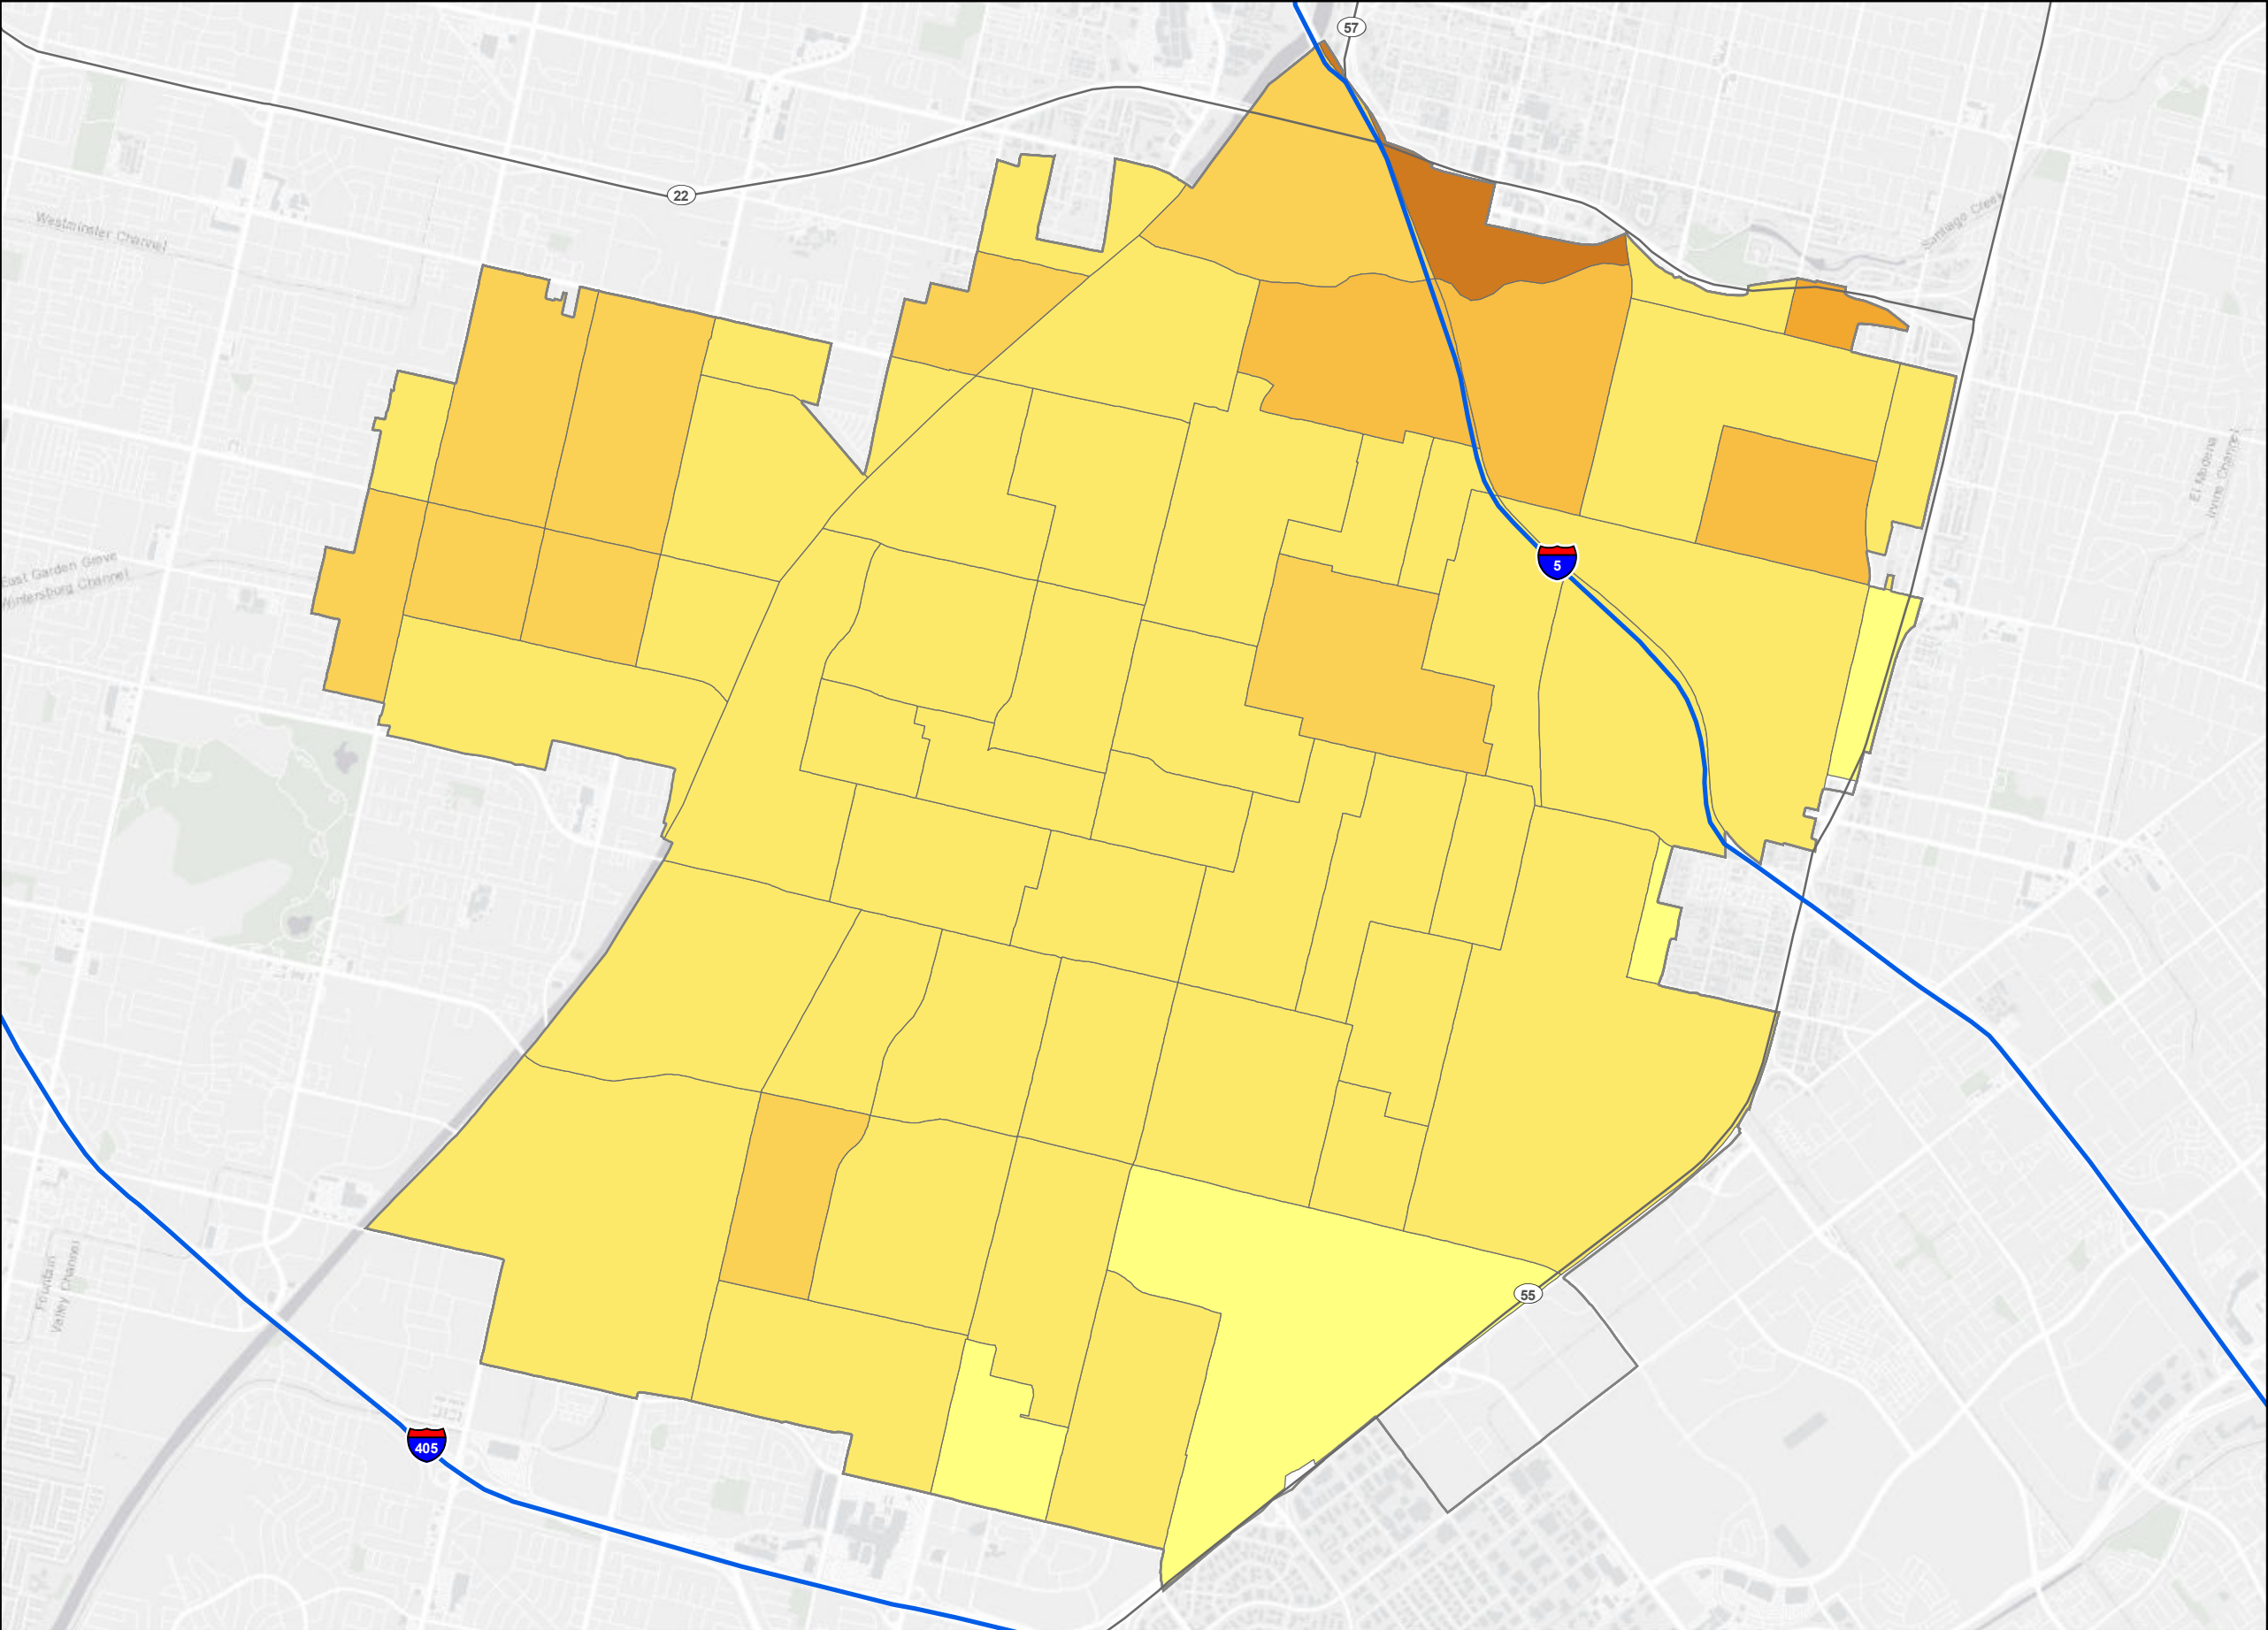 57
22
Westminster Channel
Santiago Creek
El Modena
Irvine Channel
5
East Garden Grove
Wintersburg Channel
Fountain
Valley Channel
55
405